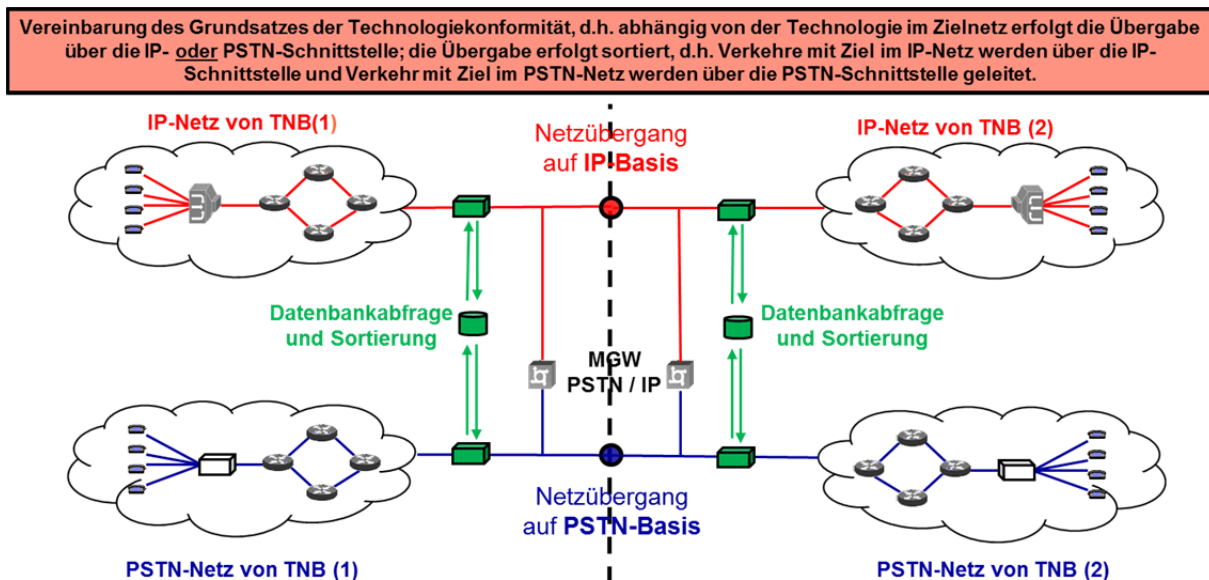 Vereinbarung des Grundsatzes der Technologiekonformität, d.h. abhängig von der Technologie im Zielnetz erfolgt die Übergabe
über die IP- oder PSTN-Schnittstelle; die Übergabe erfolgt sortiert, d.h. Verkehre mit Ziel im IP-Netz werden über die IP-
Schnittstelle und Verkehr mit Ziel im PSTN-Netz werden über die PSTN-Schnittstelle geleitet.
IP-Netz von TNB(1)
Netzübergang
auf IP-Basis
IP-Netz von TNB (2)
Datenbankabfrage
und Sortierung
MGW
PSTN / IP
Datenbankabfrage
und Sortierung
Netzübergang
auf PSTN-Basis
PSTN-Netz von TNB (1)
PSTN-Netz von TNB (2)